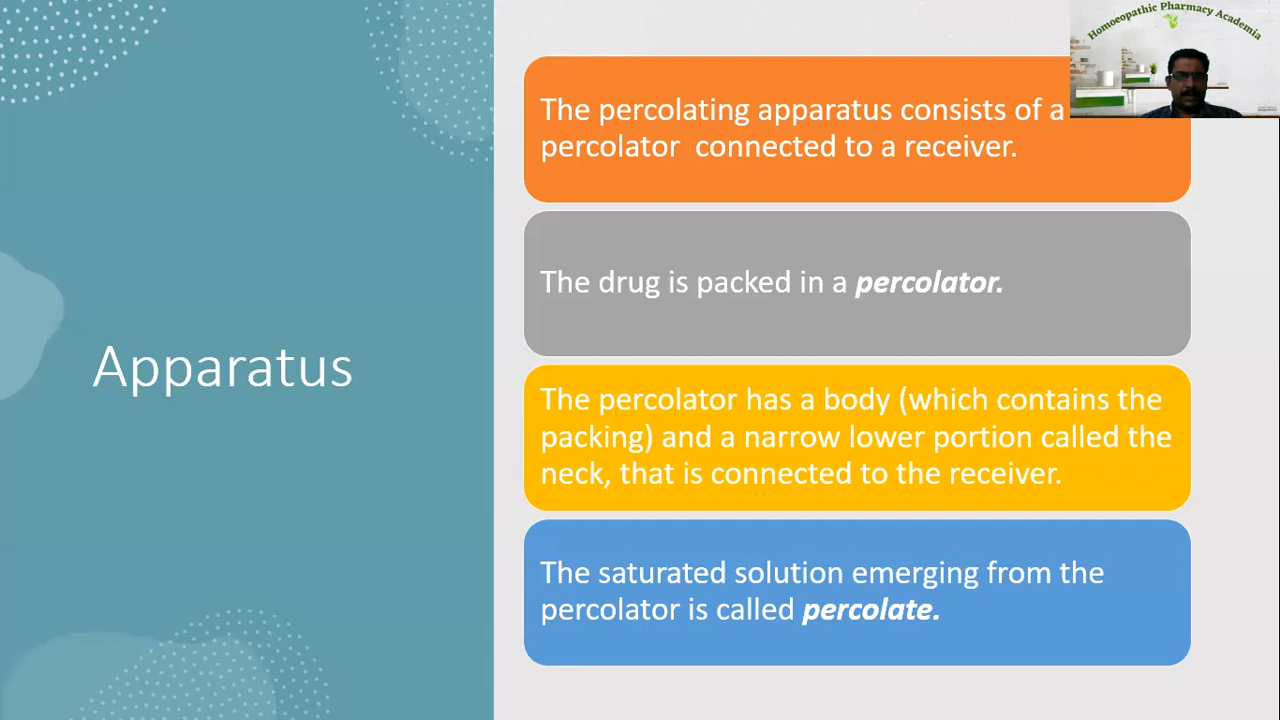 Homoeopathic Pharmacy Academia
The percolating apparatus consists of a
percolator  connected to a receiver.
The drug is packed in a percolator.
Apparatus
The percolator has a body (which contains the
packing) and a narrow lower portion called the
neck, that is connected to the receiver.
The saturated solution emerging from the
percolator is called percolate.